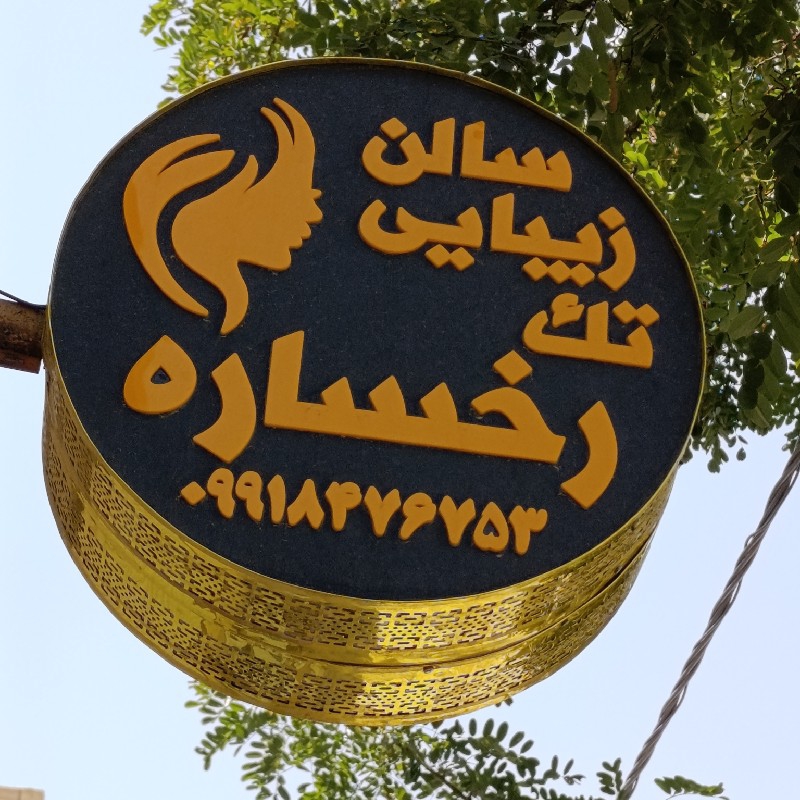 سالن
زیبایی
تک
رخساره
۰۹۹۱۸۴۷۶۷۵۳